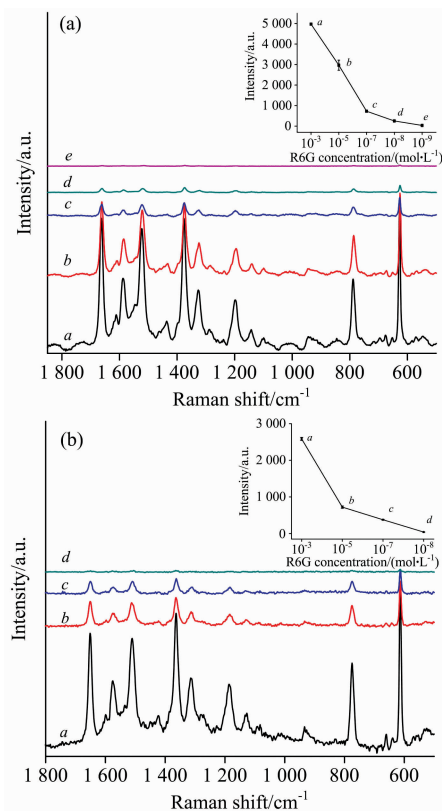 (a)
Intensity/a.u.
5 000
4 000
3 000
2 000
1 000
0
a
b
c
d
e
10⁻³ 10⁻⁵ 10⁻⁷ 10⁻⁸ 10⁻⁹
R6G concentration/(mol·L⁻¹)
Intensity/a.u.
e
d
c
b
a
1 800 1 600 1 400 1 200 1 000 800 600
Raman shift/cm⁻¹
(b)
Intensity/a.u.
3 000
2 000
1 000
0
a
b
c
d
10⁻³ 10⁻⁵ 10⁻⁷ 10⁻⁸
R6G concentration/(mol·L⁻¹)
Intensity/a.u.
d
c
b
a
1 800 1 600 1 400 1 200 1 000 800 600
Raman shift/cm⁻¹